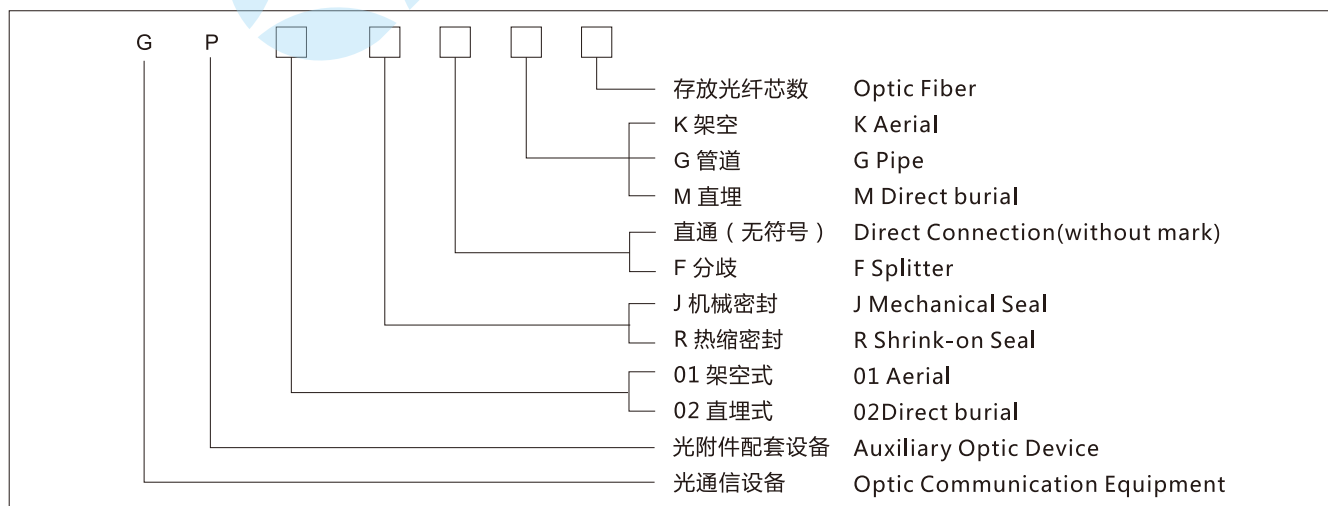 G P □ □ □ □ □
存放光纤芯数 Optic Fiber
K 架空 K Aerial
G 管道 G Pipe
M 直埋 M Direct burial
直通（无符号） Direct Connection(without mark)
F 分歧 F Splitter
J 机械密封 J Mechanical Seal
R 热缩密封 R Shrink-on Seal
01 架空式 01 Aerial
02 直埋式 02Direct burial
光附件配套设备 Auxiliary Optic Device
光通信设备 Optic Communication Equipment